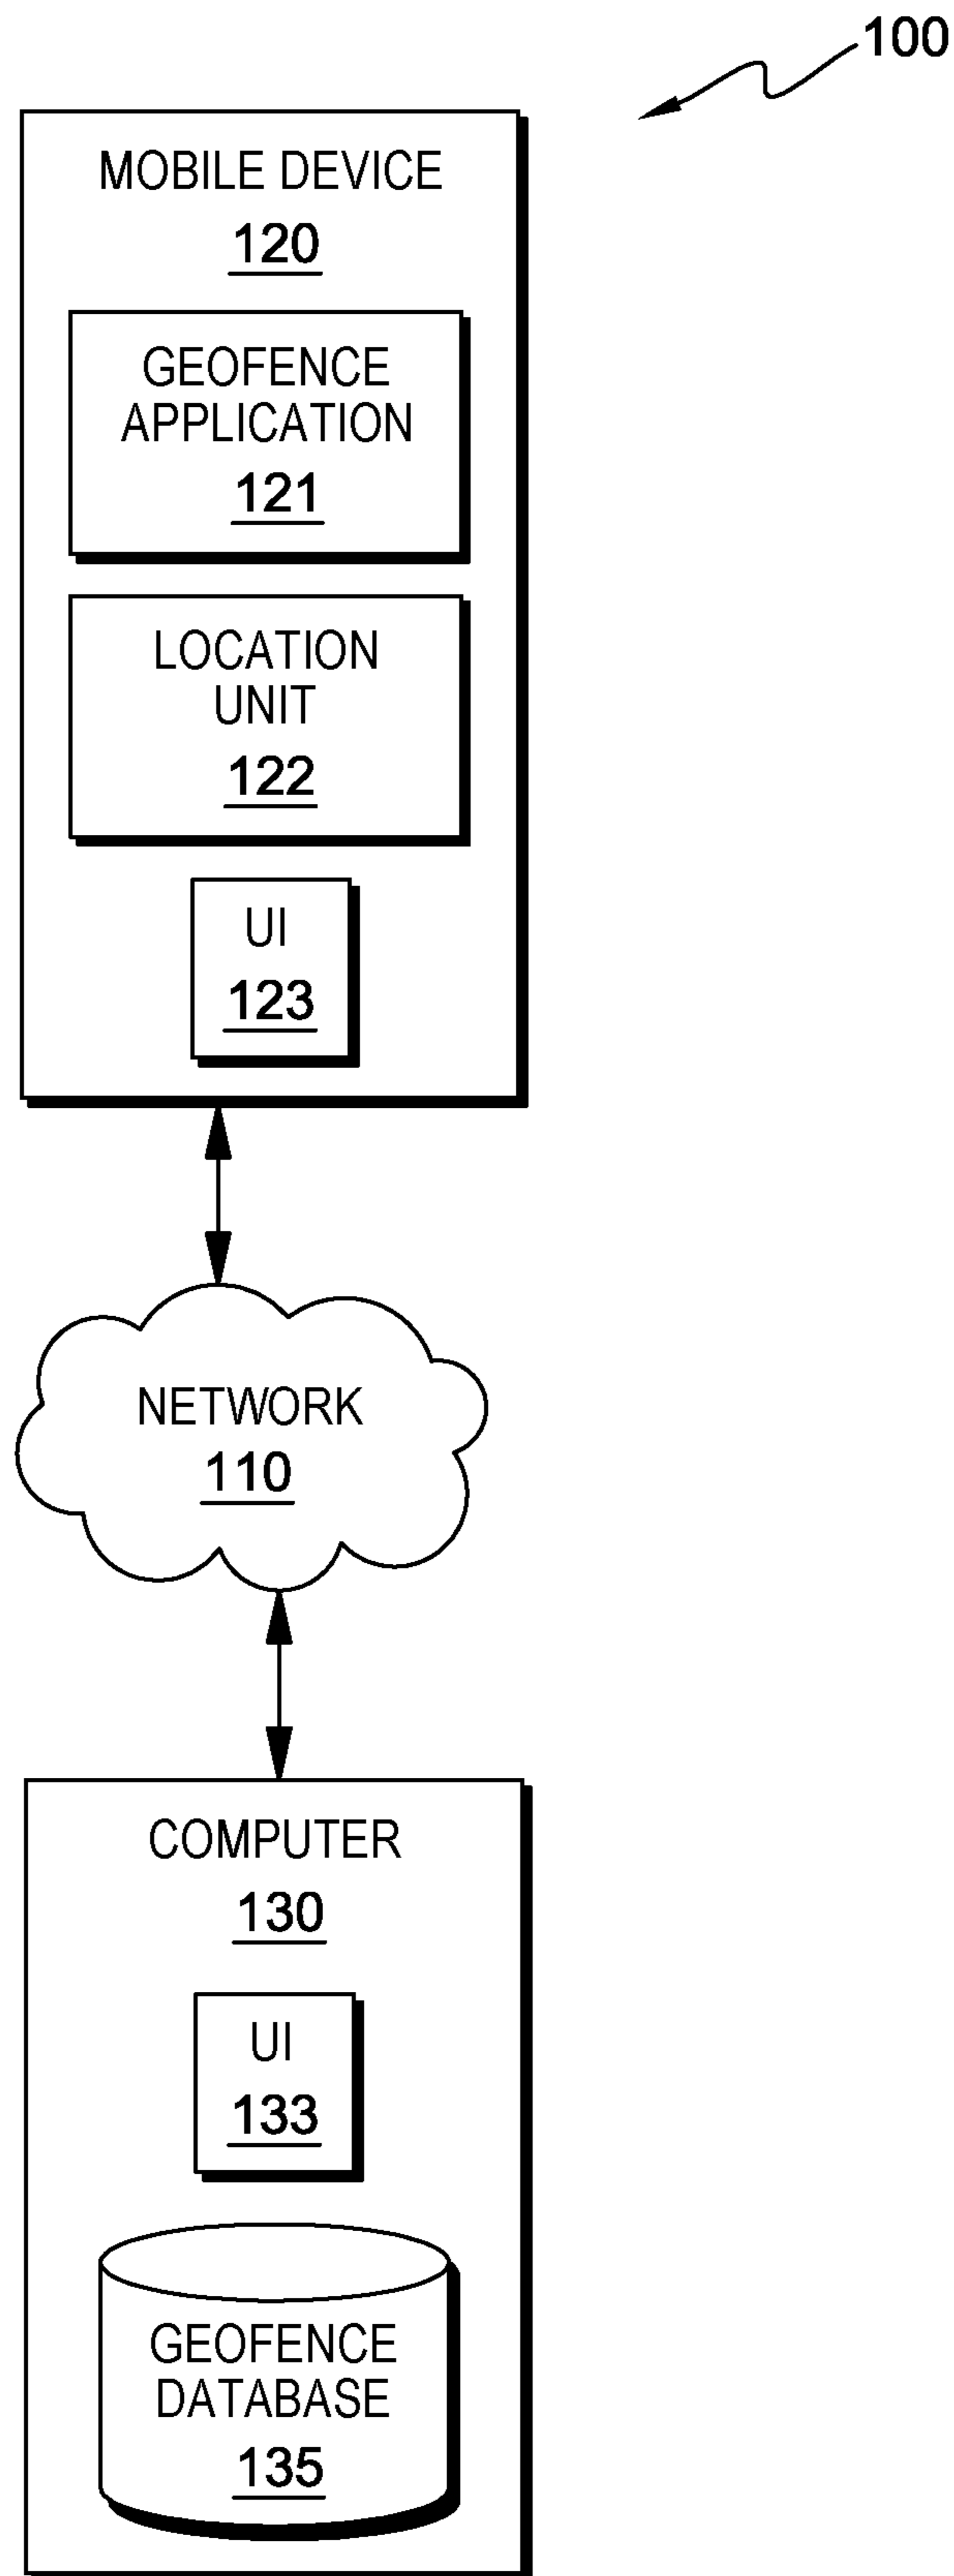 100
MOBILE DEVICE
120
GEOFENCE
APPLICATION
121
LOCATION
UNIT
122
UI
123
NETWORK
110
COMPUTER
130
UI
133
GEOFENCE
DATABASE
135